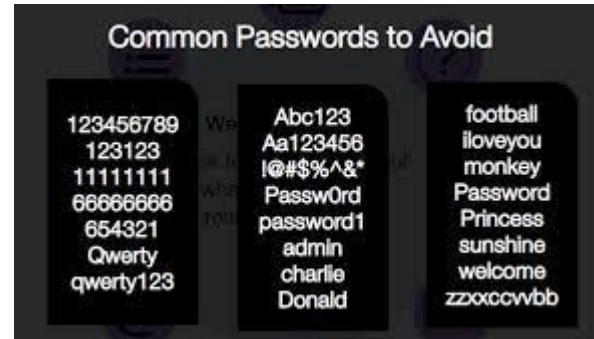 Common Passwords to Avoid
123456789
123123
11111111
66666666
654321
Qwerty
qwerty123
Abc123
Aa123456
!@#$%^&*
Passw0rd
password1
admin
charlie
Donald
football
iloveyou
monkey
Password
Princess
sunshine
welcome
zzxxccvvbb